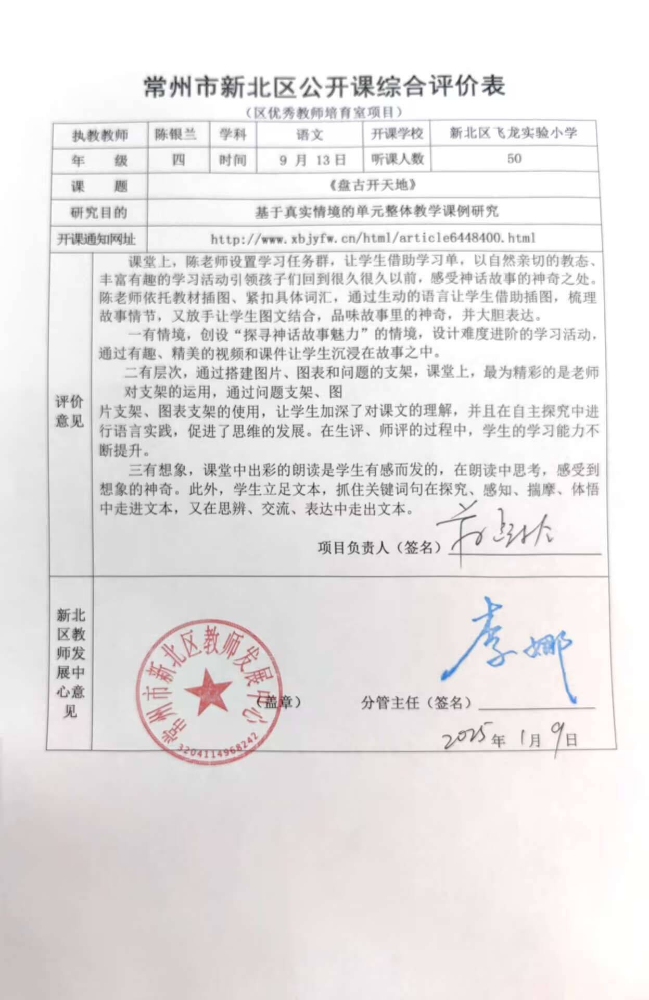 常州市新北区公开课综合评价表
（区优秀教师培育室项目）
执教教师 陈银兰 学科 语文 开课学校 新北区飞龙实验小学
年 级 四 时间 9 月 13 日 听课人数 50
课 题 《盘古开天地》
研究目的 基于真实情境的单元整体教学课例研究
开课通知网址 http://www.xbjyfw.cn/html/article6448400.html
课堂上，陈老师设置学习任务群，让学生借助学习单，以自然亲切的教态、
丰富有趣的学习活动引领孩子们回到很久很久以前，感受神话故事的神奇之处。
陈老师依托教材插图、紧扣具体词汇，通过生动的语言让学生借助插图，梳理
故事情节，又放手让学生图文结合，品味故事里的神奇，并大胆表达。
一有情境，创设“探寻神话故事魅力”的情境，设计难度进阶的学习活动，
通过有趣、精美的视频和课件让学生沉浸在故事之中。
二有层次，通过搭建图片、图表和问题的支架，课堂上，最为精彩的是老师
对支架的运用，通过问题支架、图
评价
意见
片支架、图表支架的使用，让学生加深了对课文的理解，并且在自主探究中进
行语言实践，促进了思维的发展。在生评、师评的过程中，学生的学习能力不
断提升。
三有想象，课堂中出彩的朗读是学生有感而发的，在朗读中思考，感受到
想象的神奇。此外，学生立足文本，抓住关键词句在探究、感知、揣摩、体悟
中走进文本，又在思辨、交流、表达中走出文本。
项目负责人（签名）
新北
区教
师发
展中
心意
见
常州市新北区教师发展中心
3204114968242
（盖章）
分管主任（签名）
李娜
2025年 1月 9日